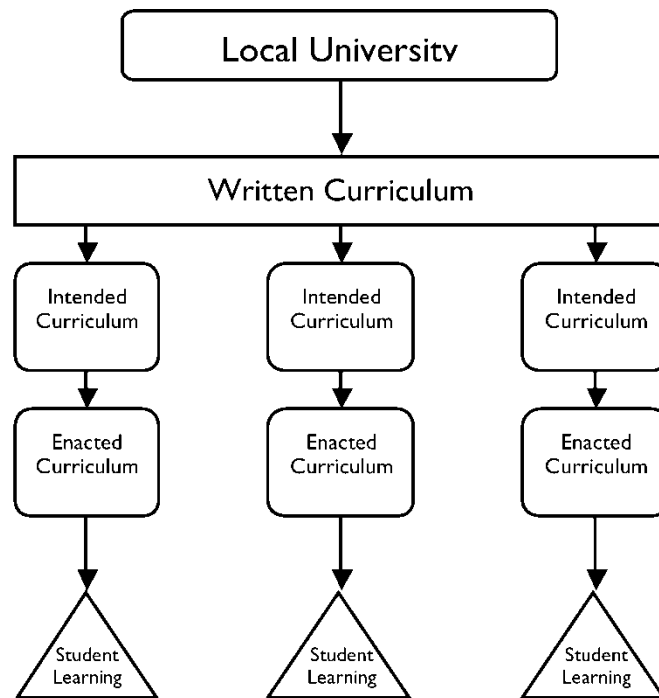 Local University
Written Curriculum
Intended
Curriculum
Intended
Curriculum
Intended
Curriculum
Enacted
Curriculum
Enacted
Curriculum
Enacted
Curriculum
Student
Learning
Student
Learning
Student
Learning